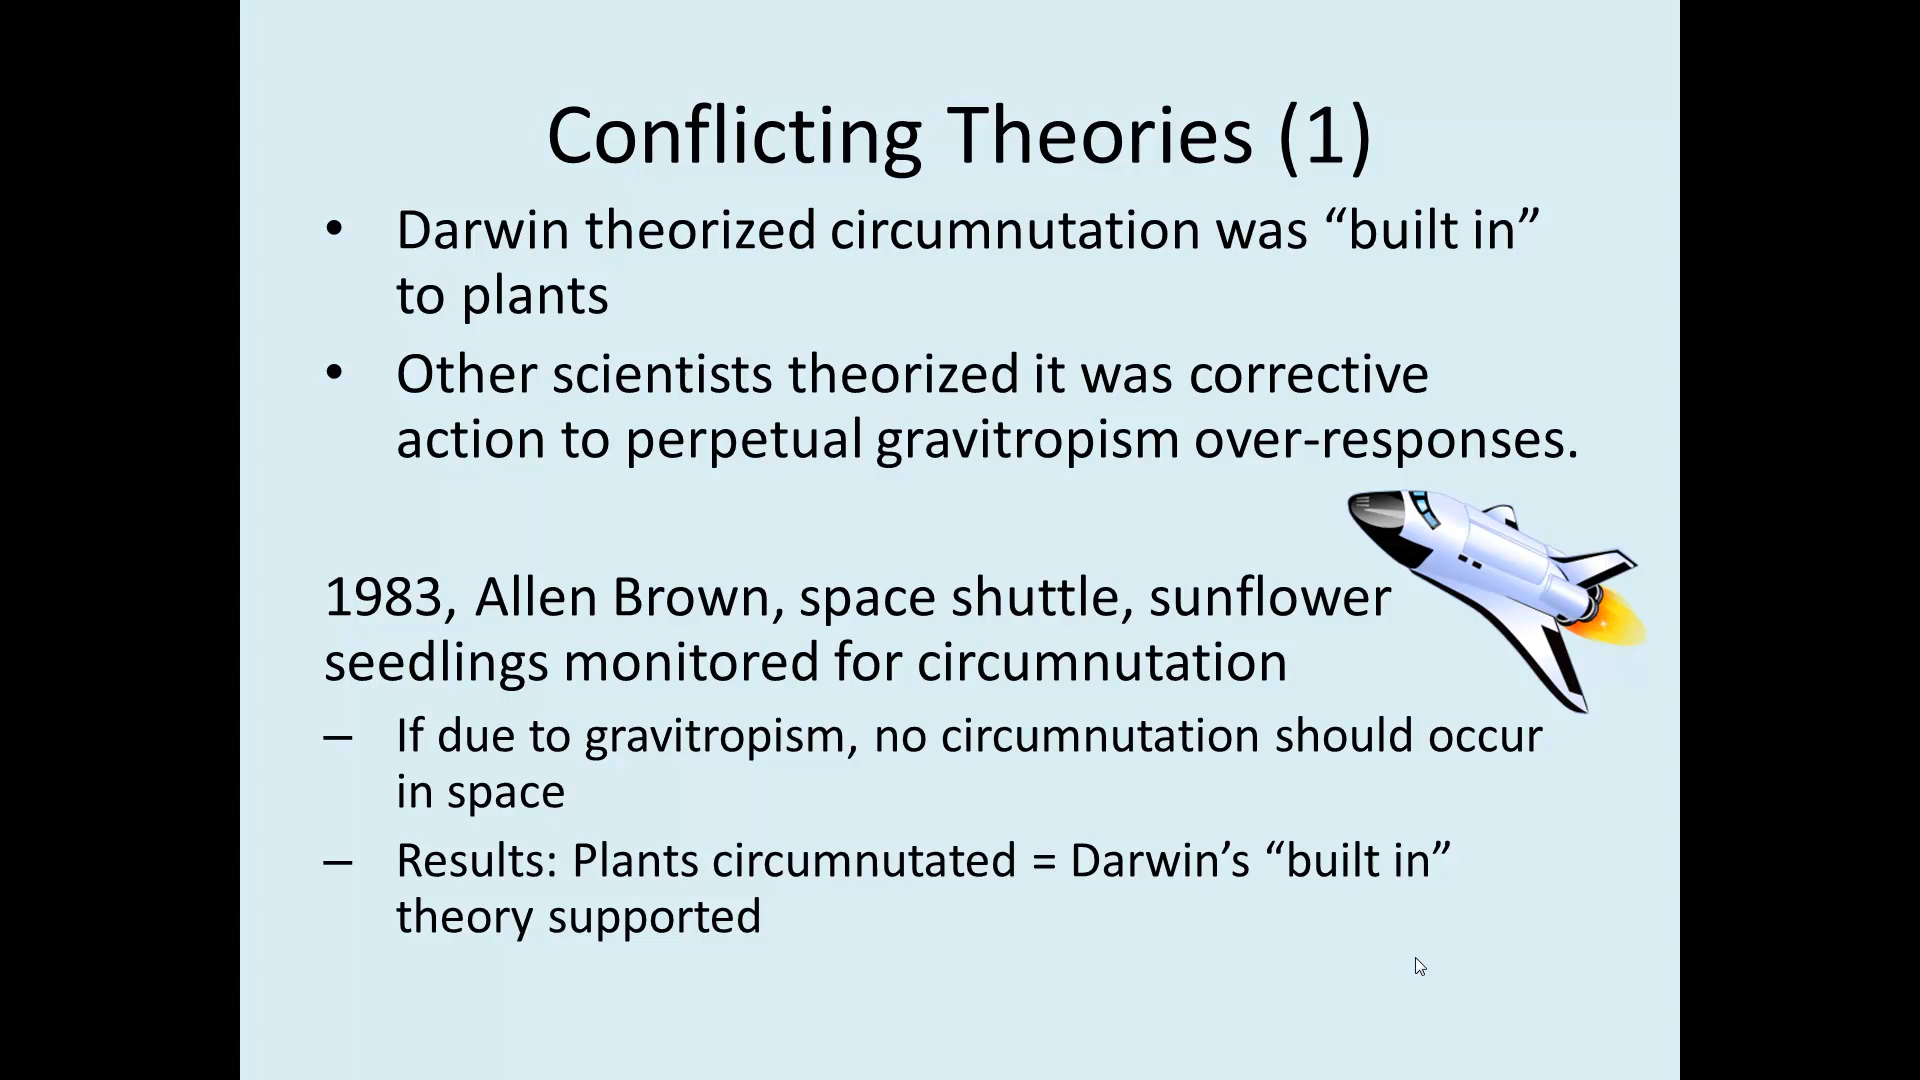 Conflicting Theories (1)
• Darwin theorized circumnutation was “built in”
to plants
• Other scientists theorized it was corrective
action to perpetual gravitropism over-responses.
1983, Allen Brown, space shuttle, sunflower
seedlings monitored for circumnutation
– If due to gravitropism, no circumnutation should occur
in space
– Results: Plants circumnutated = Darwin’s “built in”
theory supported